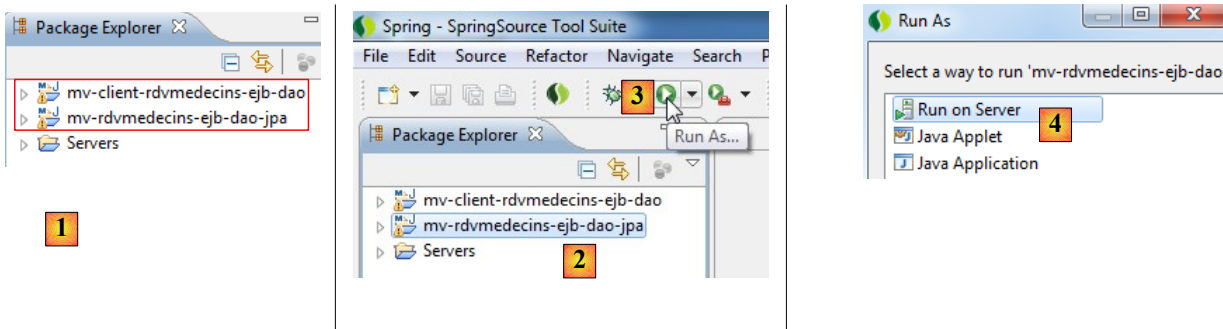 Package Explorer
mv-client-rdvmedecins-ejb-dao
mv-rdvmedecins-ejb-dao-jpa
Servers
1
Spring - SpringSource Tool Suite
File Edit Source Refactor Navigate Search P
3
Package Explorer
Run As...
mv-client-rdvmedecins-ejb-dao
mv-rdvmedecins-ejb-dao-jpa
Servers
2
Run As
Select a way to run 'mv-rdvmedecins-ejb-dao
Run on Server
4
Java Applet
Java Application